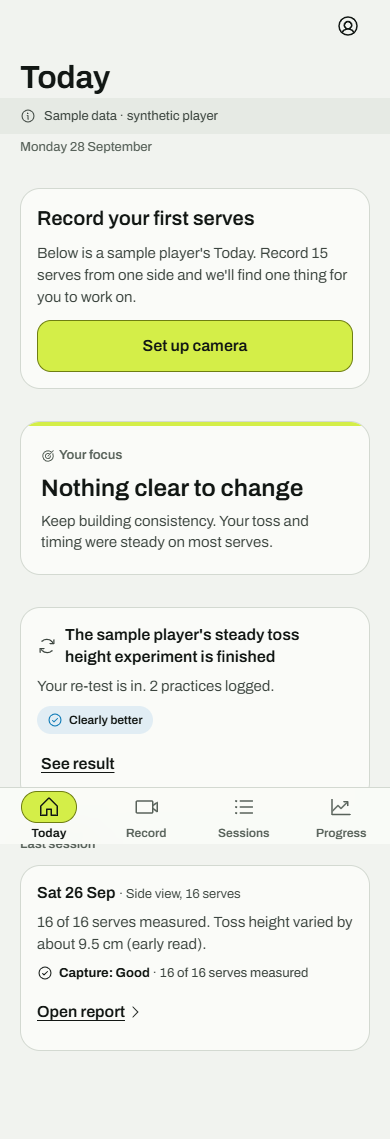 Today
Sample data · synthetic player
Monday 28 September
Record your first serves
Below is a sample player's Today. Record 15
serves from one side and we'll find one thing for
you to work on.
Set up camera
Your focus
Nothing clear to change
Keep building consistency. Your toss and
timing were steady on most serves.
The sample player's steady toss
height experiment is finished
Your re-test is in. 2 practices logged.
Clearly better
See result
Today
Record
Sessions
Progress
Last session
Sat 26 Sep · Side view, 16 serves
16 of 16 serves measured. Toss height varied by
about 9.5 cm (early read).
Capture: Good · 16 of 16 serves measured
Open report